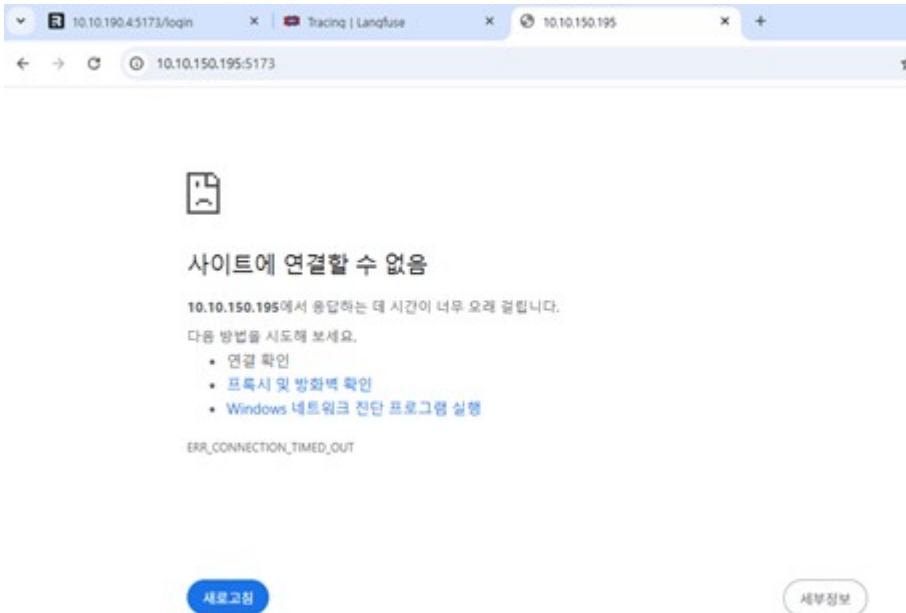 10.10.190.4:5173/login
Tracing | Langfuse
10.10.150.195
10.10.150.195:5173
사이트에 연결할 수 없음
10.10.150.195에서 응답하는 데 시간이 너무 오래 걸립니다.
다음 방법을 시도해 보세요.
• 연결 확인
• 프록시 및 방화벽 확인
• Windows 네트워크 진단 프로그램 실행
ERR_CONNECTION_TIMED_OUT
새로고침
세부정보